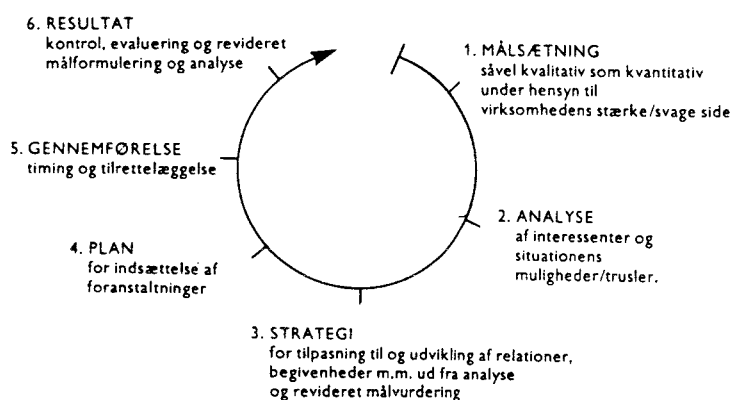 1. MÅLSÆTNING
såvel kvalitativ som kvantitativ
under hensyn til
virksomhedens stærke/svage side
2. ANALYSE
af interessenter og
situationens
muligheder/trusler.
3. STRATEGI
for tilpasning til og udvikling af relationer,
begivenheder m.m. ud fra analyse
og revideret målvurdering
4. PLAN
for indsættelse af
foranstaltninger
5. GENNEMFØRELSE
timing og tilrettelæggelse
6. RESULTAT
kontrol, evaluering og revideret
målformulering og analyse